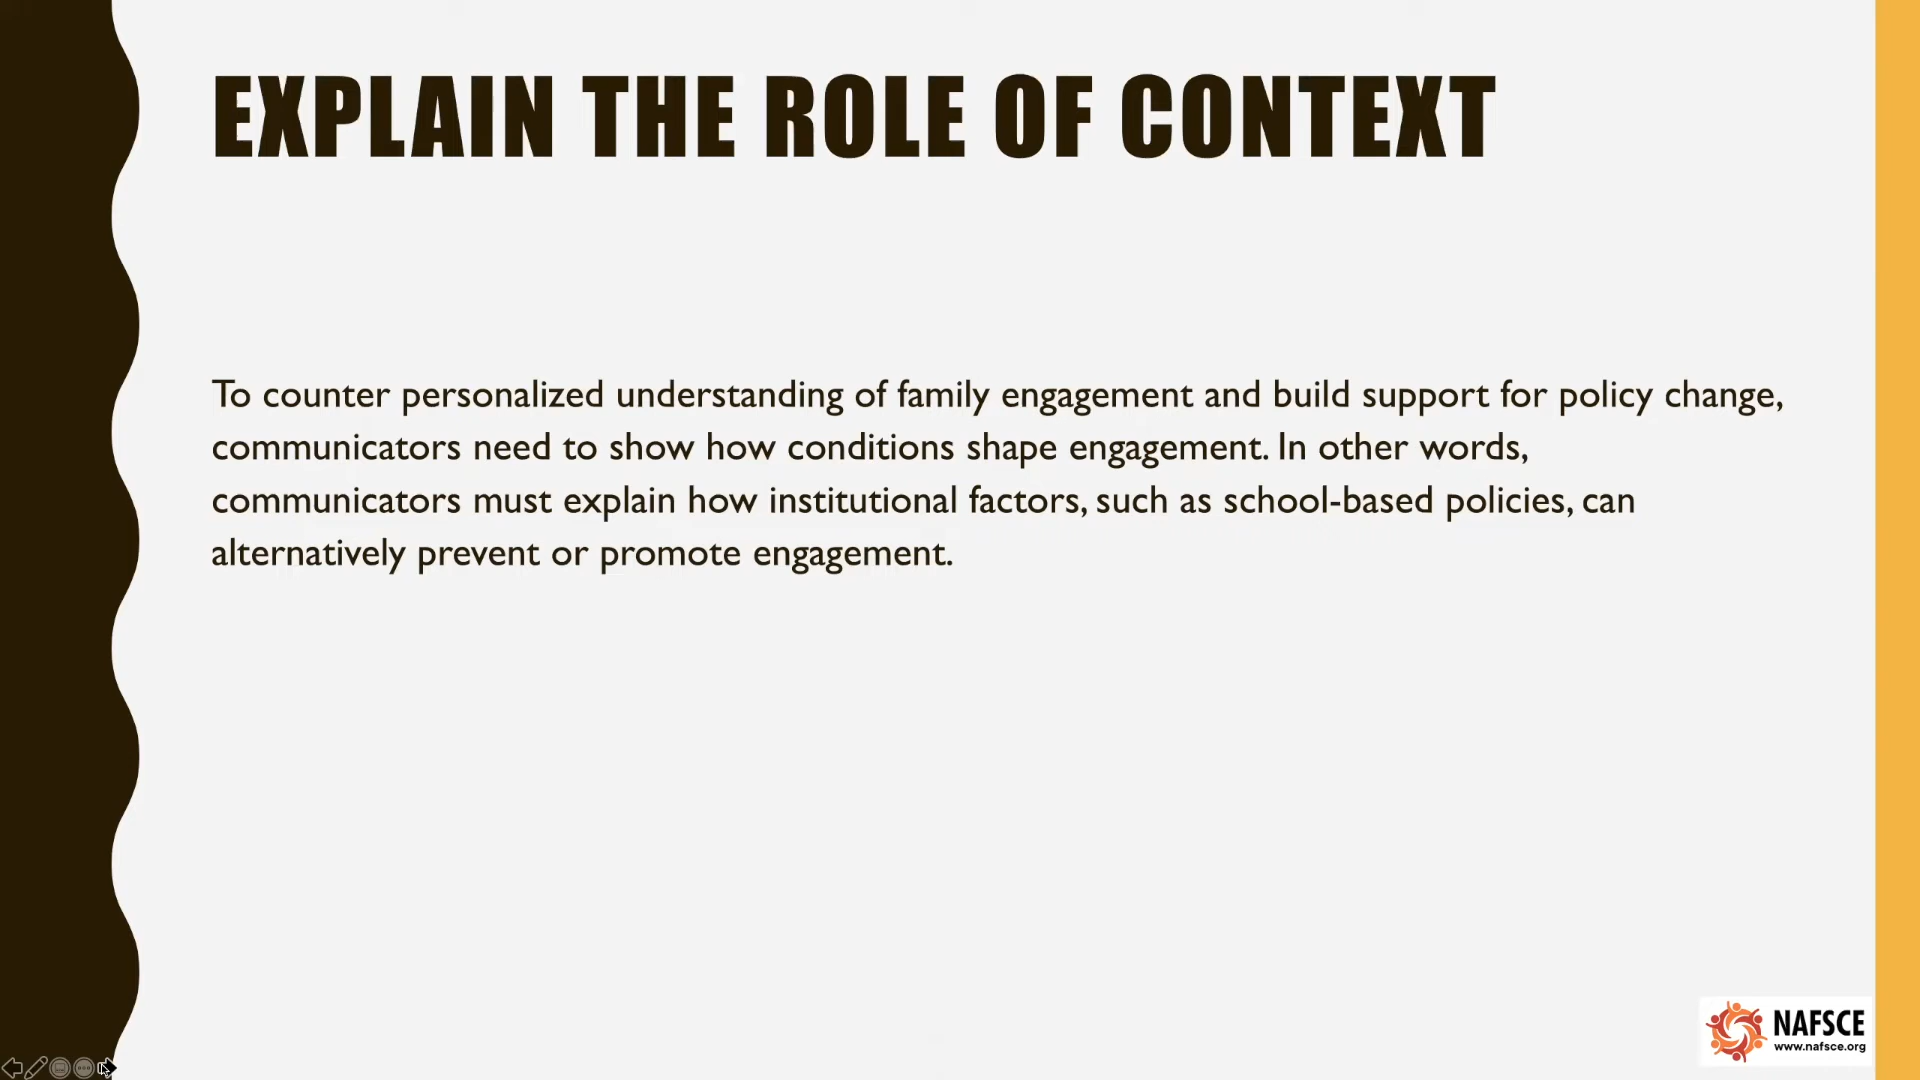 EXPLAIN THE ROLE OF CONTEXT
To counter personalized understanding of family engagement and build support for policy change,
communicators need to show how conditions shape engagement. In other words,
communicators must explain how institutional factors, such as school-based policies, can
alternatively prevent or promote engagement.
NAFSCE
www.nafsce.org